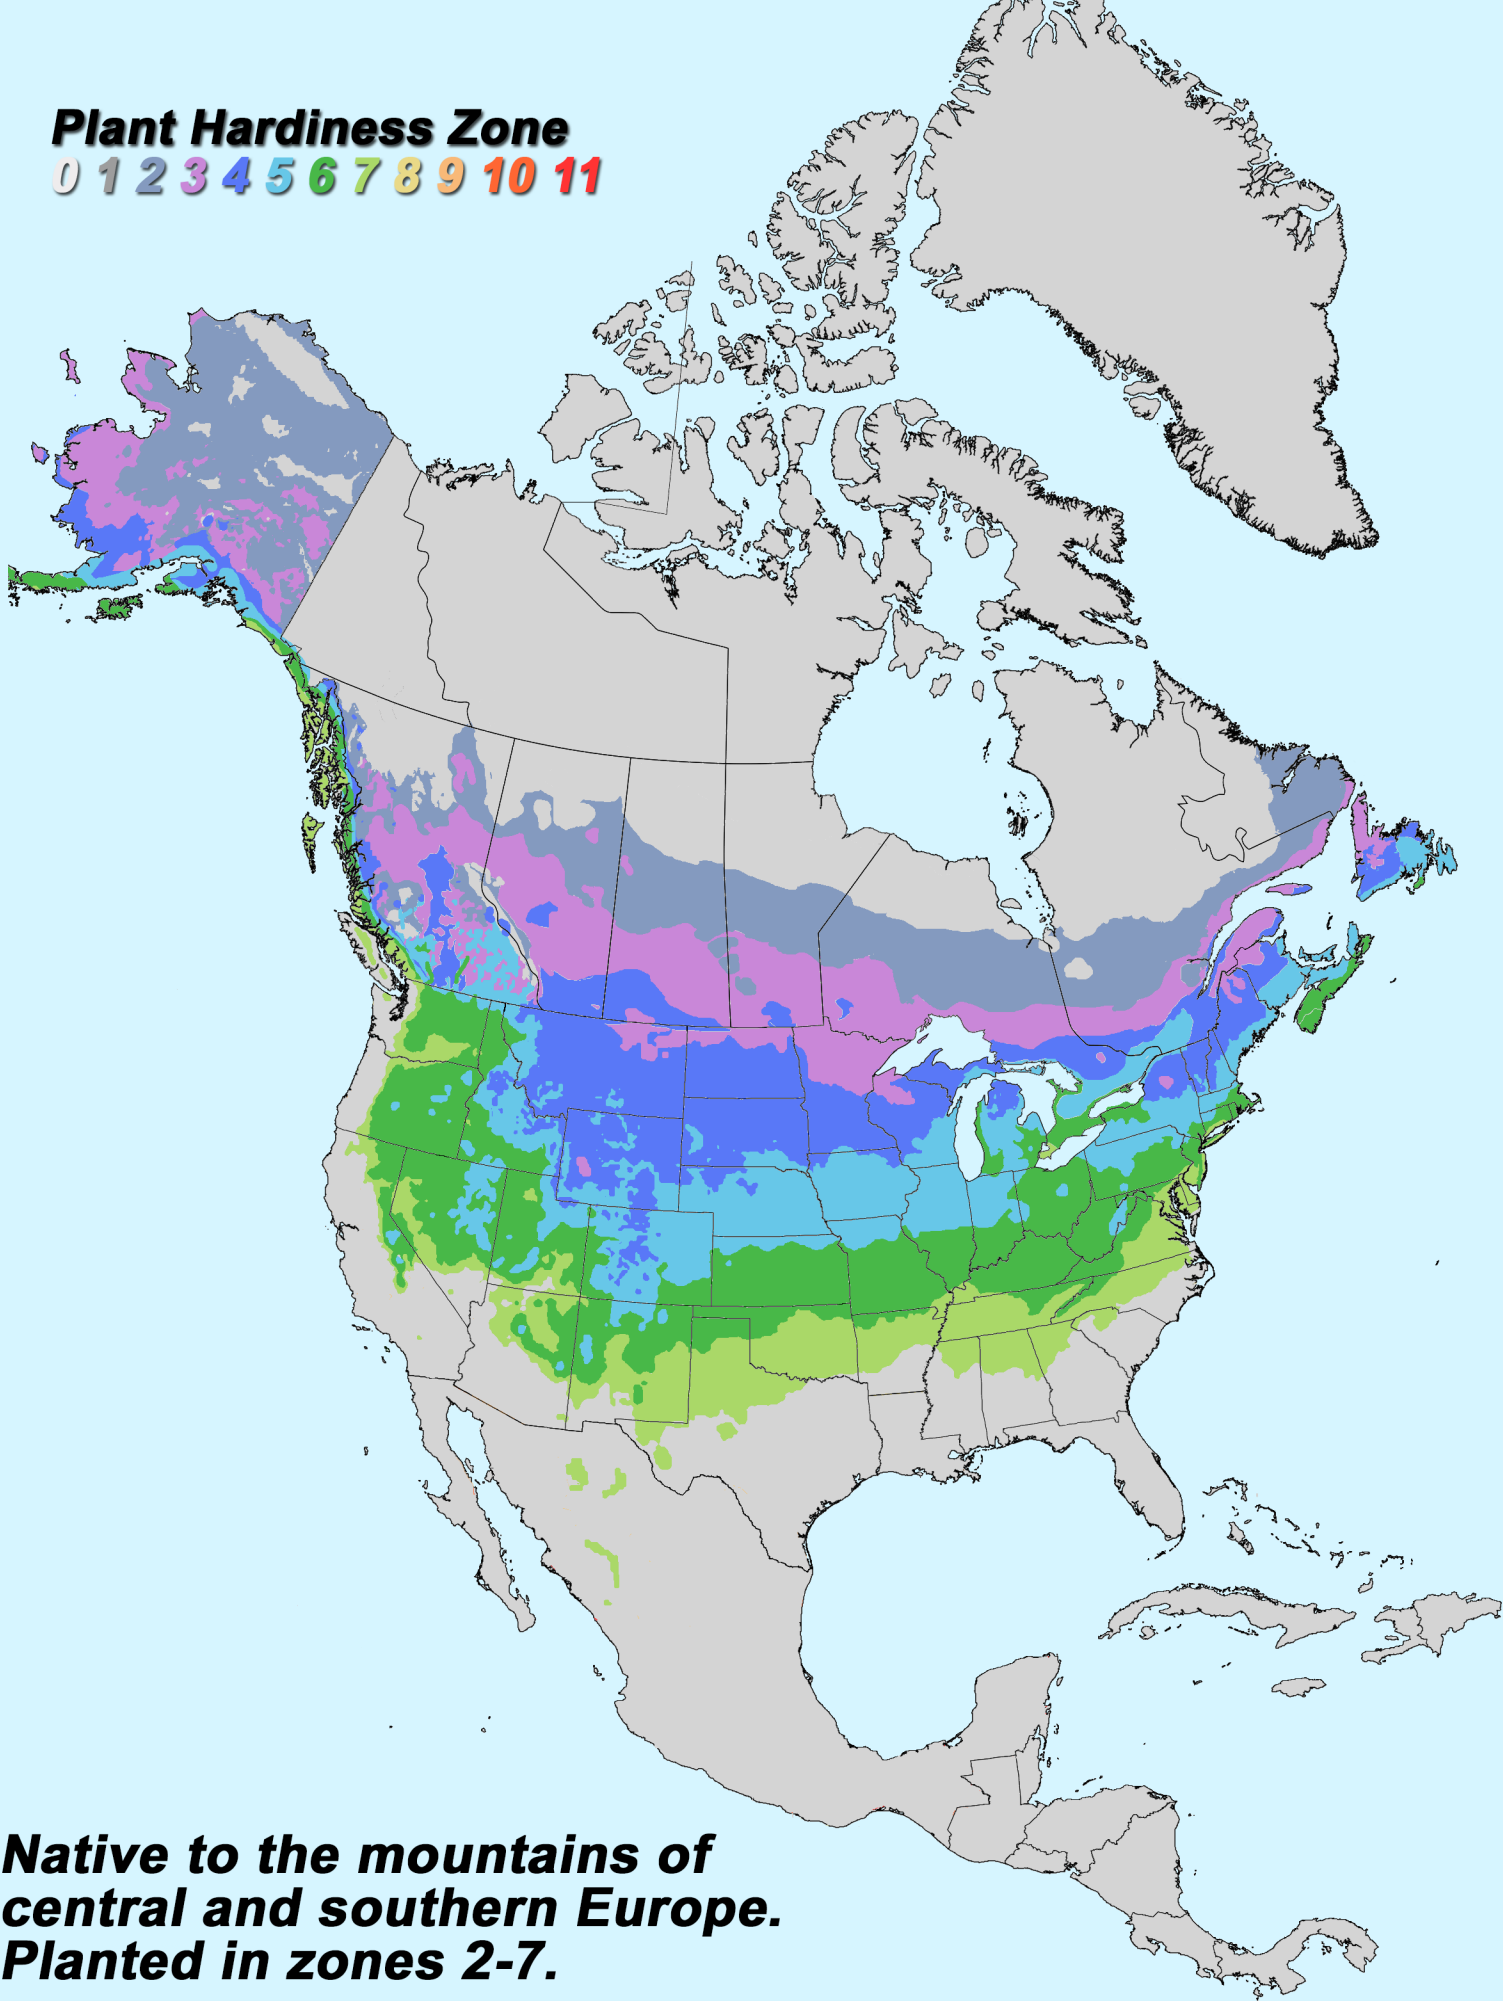 Plant Hardiness Zone
0 1 2 3 4 5 6 7 8 9 10 11
Native to the mountains of
central and southern Europe.
Planted in zones 2-7.